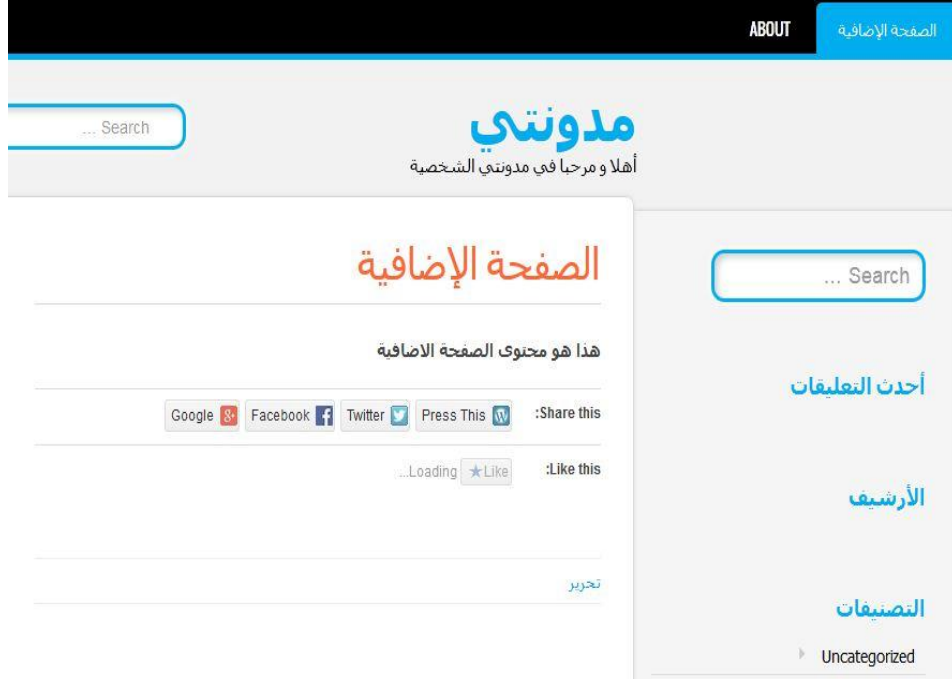 الصفحة الإضافية
ABOUT
مدونتي
أهلا و مرحبا في مدونتي الشخصية
Search ...
Search ...
أحدث التعليقات
الأرشيف
التصنيفات
Uncategorized
الصفحة الإضافية
هذا هو محتوى الصفحة الاضافية
Share this:
Press This
Twitter
Facebook
Google
Like this:
Like
Loading...
تحرير